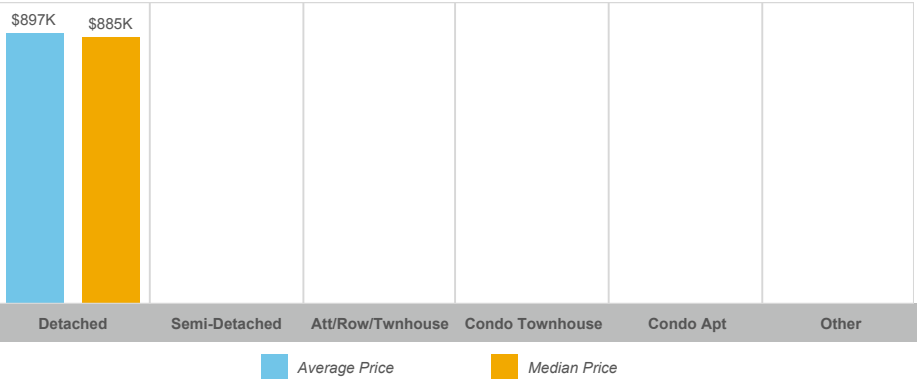 $897K
$885K
Detached Semi-Detached Att/Row/Twnhouse Condo Townhouse Condo Apt Other
Average Price Median Price